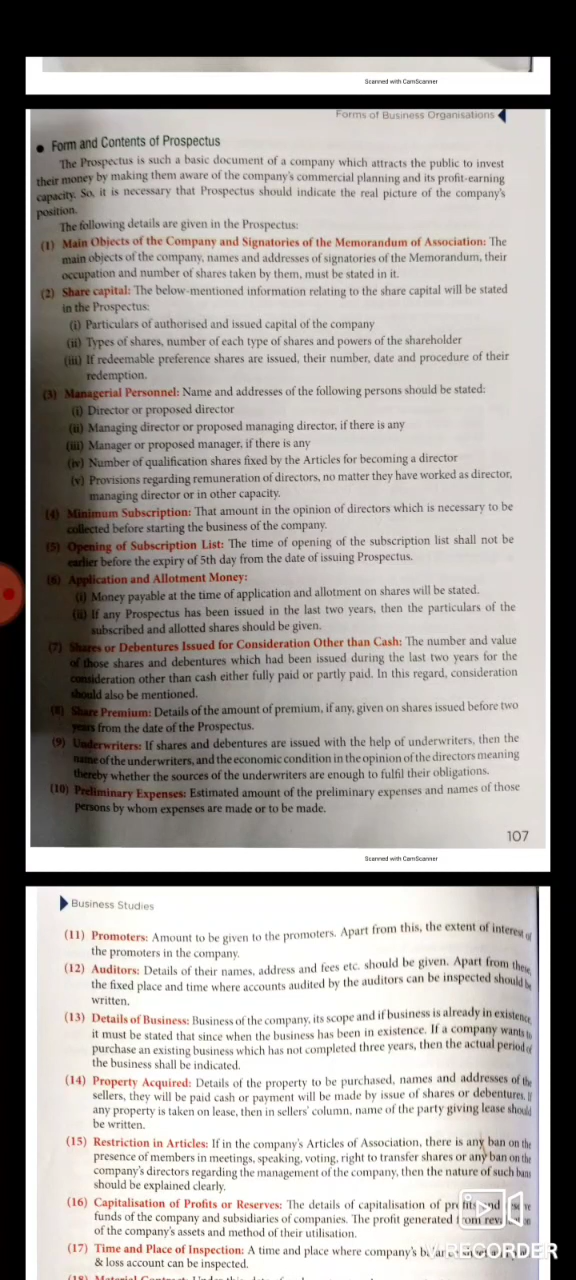 Scanned with CamScanner
Forms of Business Organisations
• Form and Contents of Prospectus
The Prospectus is such a basic document of a company which attracts the public to invest
their money by making them aware of the company's commercial planning and its profit-earning
capacity. So, it is necessary that Prospectus should indicate the real picture of the company's
position.
The following details are given in the Prospectus:
(1) Main Objects of the Company and Signatories of the Memorandum of Association: The
main objects of the company, names and addresses of signatories of the Memorandum, their
occupation and number of shares taken by them, must be stated in it.
(2) Share capital: The below-mentioned information relating to the share capital will be stated
in the Prospectus:
(i) Particulars of authorised and issued capital of the company
(ii) Types of shares, number of each type of shares and powers of the shareholder
(iii) If redeemable preference shares are issued, their number, date and procedure of their
redemption.
(3) Managerial Personnel: Name and addresses of the following persons should be stated:
(i) Director or proposed director
(ii) Managing director or proposed managing director, if there is any
(iii) Manager or proposed manager, if there is any
(iv) Number of qualification shares fixed by the Articles for becoming a director
(v) Provisions regarding remuneration of directors, no matter they have worked as director,
managing director or in other capacity.
(4) Minimum Subscription: That amount in the opinion of directors which is necessary to be
collected before starting the business of the company.
(5) Opening of Subscription List: The time of opening of the subscription list shall not be
earlier before the expiry of 5th day from the date of issuing Prospectus.
(6) Application and Allotment Money:
(i) Money payable at the time of application and allotment on shares will be stated.
(ii) If any Prospectus has been issued in the last two years, then the particulars of the
subscribed and allotted shares should be given.
(7) Shares or Debentures Issued for Consideration Other than Cash: The number and value
of those shares and debentures which had been issued during the last two years for the
consideration other than cash either fully paid or partly paid. In this regard, consideration
should also be mentioned.
(8) Share Premium: Details of the amount of premium, if any, given on shares issued before two
years from the date of the Prospectus.
(9) Underwriters: If shares and debentures are issued with the help of underwriters, then the
name of the underwriters, and the economic condition in the opinion of the directors meaning
thereby whether the sources of the underwriters are enough to fulfil their obligations.
(10) Preliminary Expenses: Estimated amount of the preliminary expenses and names of those
persons by whom expenses are made or to be made.
107
Scanned with CamScanner
Business Studies
(11) Promoters: Amount to be given to the promoters. Apart from this, the extent of interest of
the promoters in the company.
(12) Auditors: Details of their names, address and fees etc. should be given. Apart from these,
the fixed place and time where accounts audited by the auditors can be inspected should be
written.
(13) Details of Business: Business of the company, its scope and if business is already in existence,
it must be stated that since when the business has been in existence. If a company wants to
purchase an existing business which has not completed three years, then the actual period of
the business shall be indicated.
(14) Property Acquired: Details of the property to be purchased, names and addresses of the
sellers, they will be paid cash or payment will be made by issue of shares or debentures. If
any property is taken on lease, then in sellers' column, name of the party giving lease should
be written.
(15) Restriction in Articles: If in the company's Articles of Association, there is any ban on the
presence of members in meetings, speaking, voting, right to transfer shares or any ban on the
company's directors regarding the management of the company, then the nature of such bans
should be explained clearly.
(16) Capitalisation of Profits or Reserves: The details of capitalisation of profits and
funds of the company and subsidiaries of companies. The profit generated from
of the company's assets and method of their utilisation.
(17) Time and Place of Inspection: A time and place where company's
& loss account can be inspected.
RECORDER